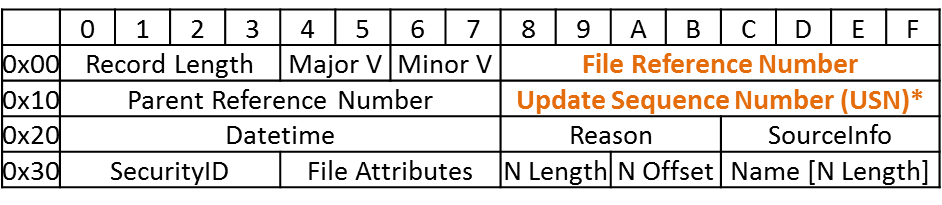 0 1 2 3 4 5 6 7 8 9 A B C D E F
0x00 Record Length Major V Minor V File Reference Number
0x10 Parent Reference Number Update Sequence Number (USN)*
0x20 Datetime Reason SourceInfo
0x30 SecurityID File Attributes N Length N Offset Name [N Length]